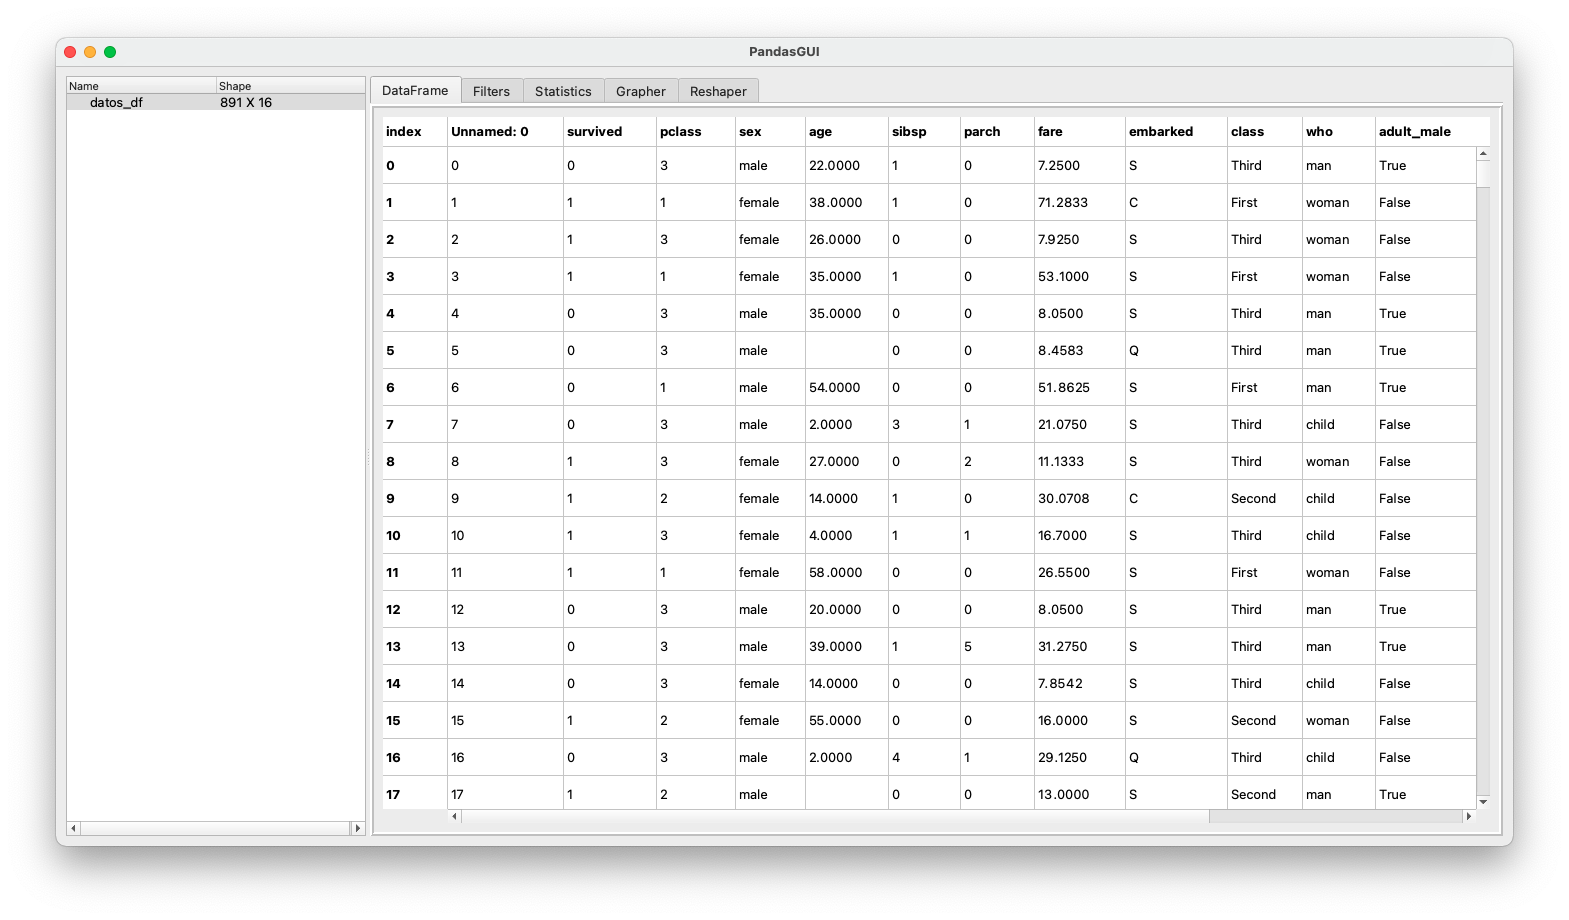 PandasGUI
Name Shape
datos_df 891 X 16
DataFrame Filters Statistics Grapher Reshaper
index Unnamed: 0 survived pclass sex age sibsp parch fare embarked class who adult_male
0 0 0 3 male 22.0000 1 0 7.2500 S Third man True
1 1 1 1 female 38.0000 1 0 71.2833 C First woman False
2 2 1 3 female 26.0000 0 0 7.9250 S Third woman False
3 3 1 1 female 35.0000 1 0 53.1000 S First woman False
4 4 0 3 male 35.0000 0 0 8.0500 S Third man True
5 5 0 3 male 0 0 8.4583 Q Third man True
6 6 0 1 male 54.0000 0 0 51.8625 S First man True
7 7 0 3 male 2.0000 3 1 21.0750 S Third child False
8 8 1 3 female 27.0000 0 2 11.1333 S Third woman False
9 9 1 2 female 14.0000 1 0 30.0708 C Second child False
10 10 1 3 female 4.0000 1 1 16.7000 S Third child False
11 11 1 1 female 58.0000 0 0 26.5500 S First woman False
12 12 0 3 male 20.0000 0 0 8.0500 S Third man True
13 13 0 3 male 39.0000 1 5 31.2750 S Third man True
14 14 0 3 female 14.0000 0 0 7.8542 S Third child False
15 15 1 2 female 55.0000 0 0 16.0000 S Second woman False
16 16 0 3 male 2.0000 4 1 29.1250 Q Third child False
17 17 1 2 male 0 0 13.0000 S Second man True